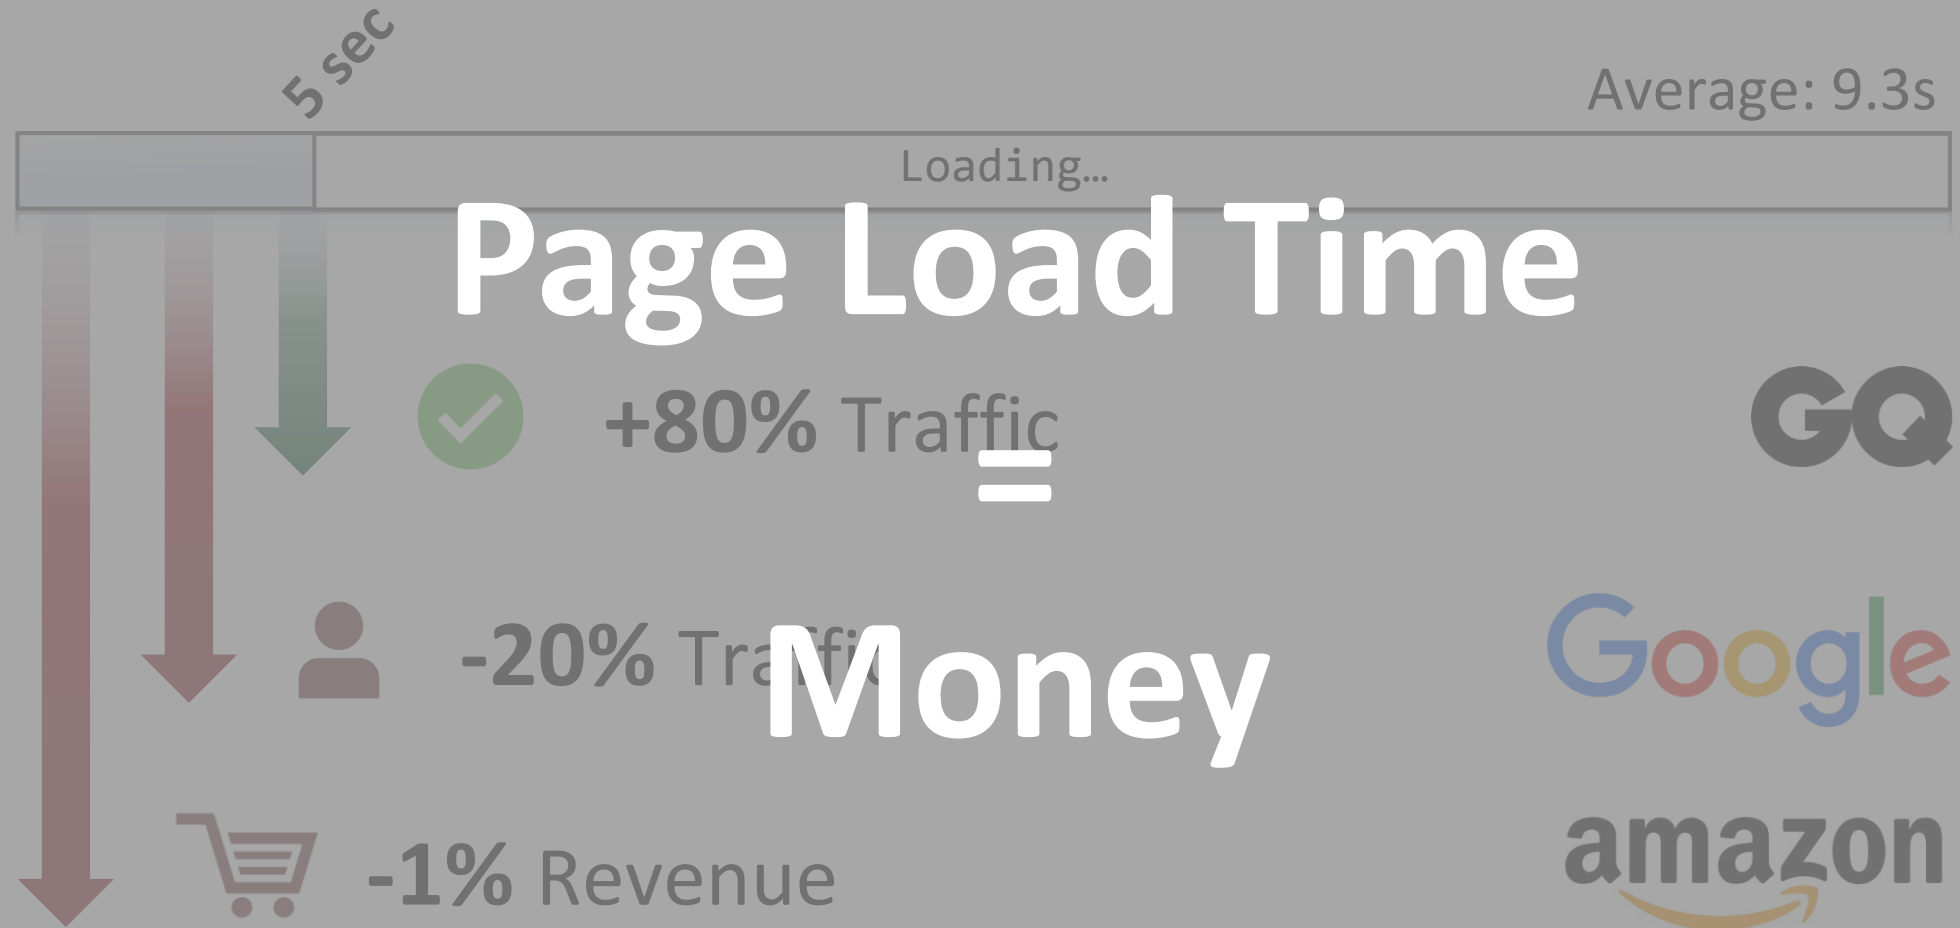 5 sec
Average: 9.3s
Loading…
Page Load Time
+80% Traffic
GQ
=
-20% Traffic
Money
Google
-1% Revenue
amazon